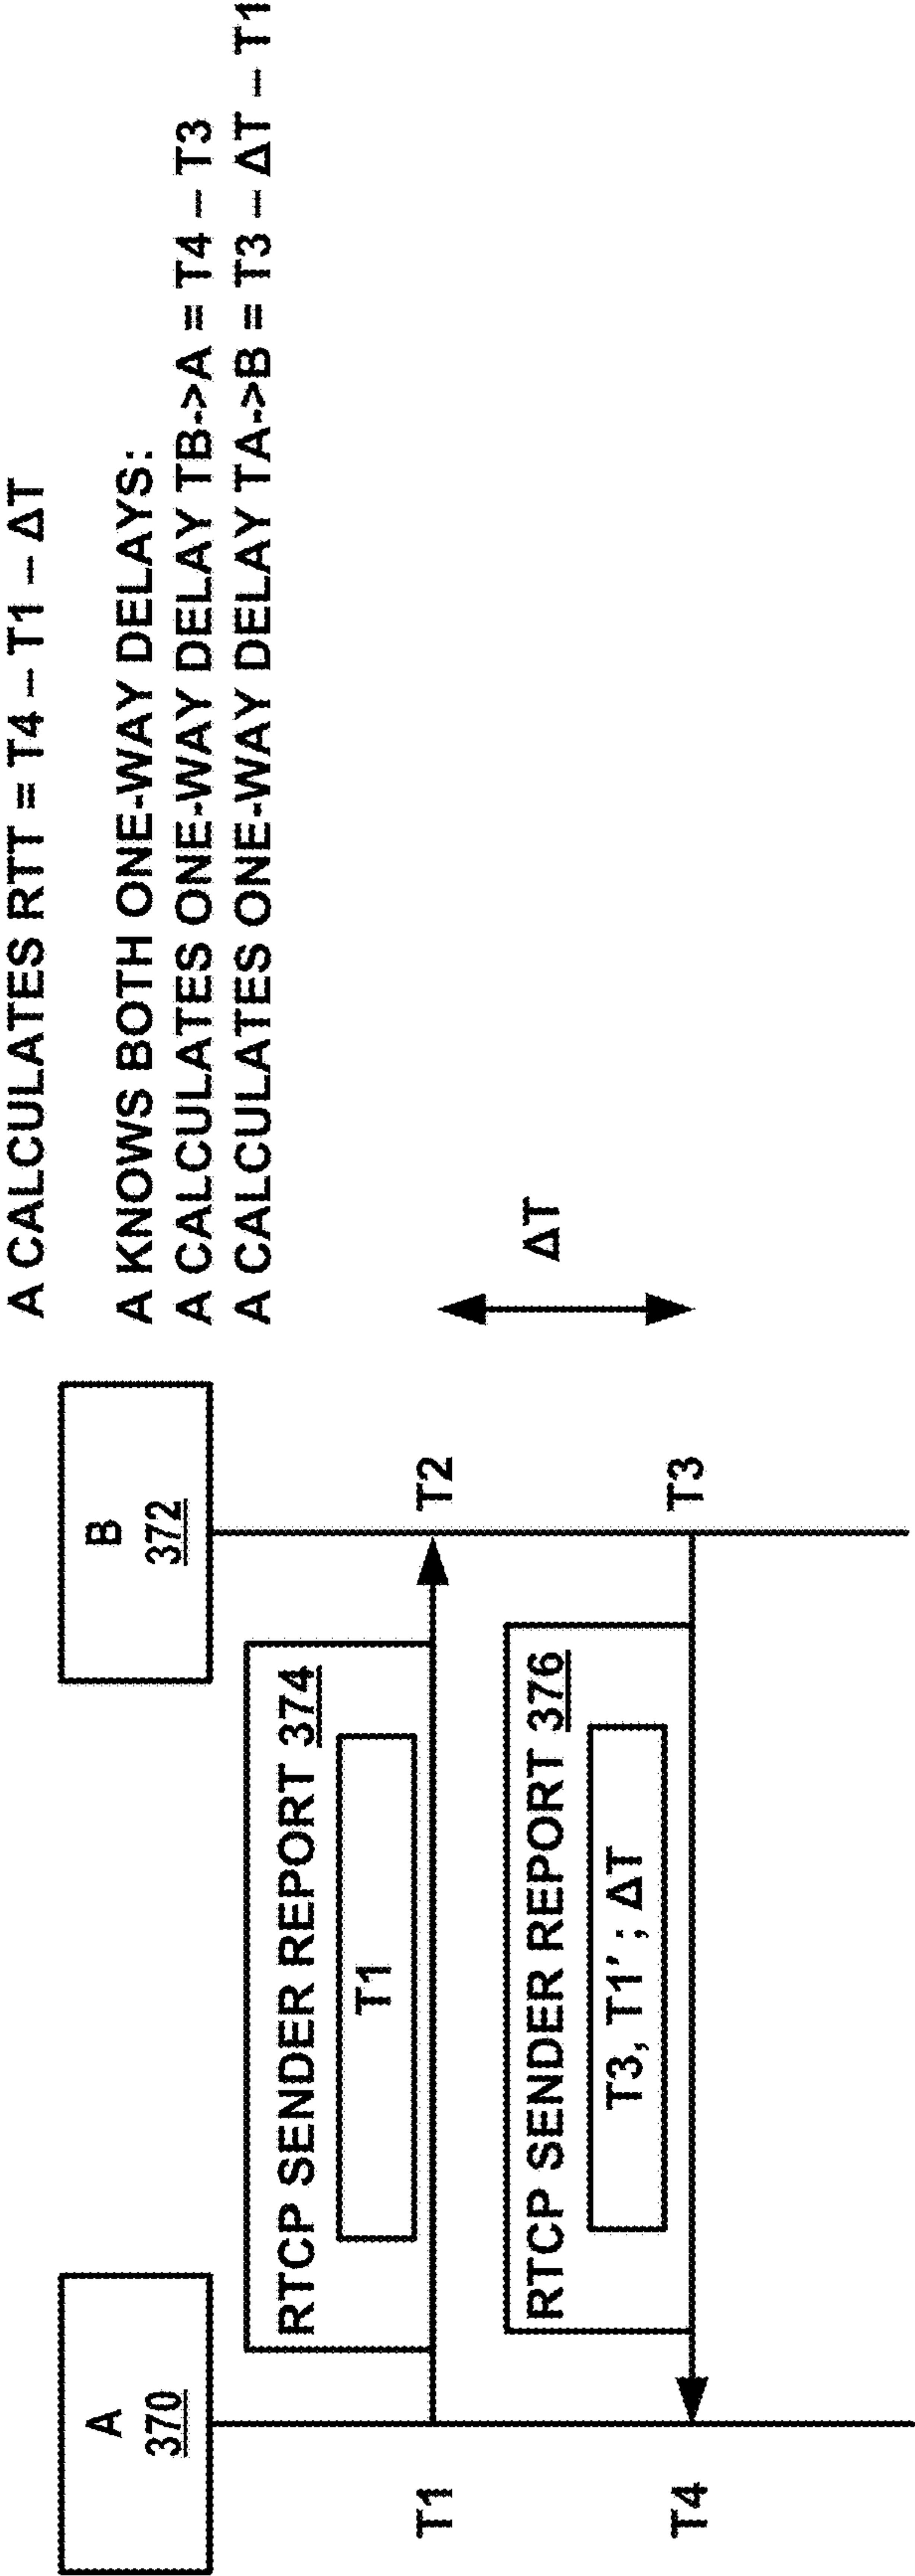 A CALCULATES RTT = T4 – T1 – ΔT
A KNOWS BOTH ONE-WAY DELAYS:
A CALCULATES ONE-WAY DELAY TB->A = T4 – T3
A CALCULATES ONE-WAY DELAY TA->B = T3 – ΔT – T1
A
370
B
372
RTCP SENDER REPORT 374
T1
T1
T2
ΔT
RTCP SENDER REPORT 376
T3, T1′ ; ΔT
T4
T3